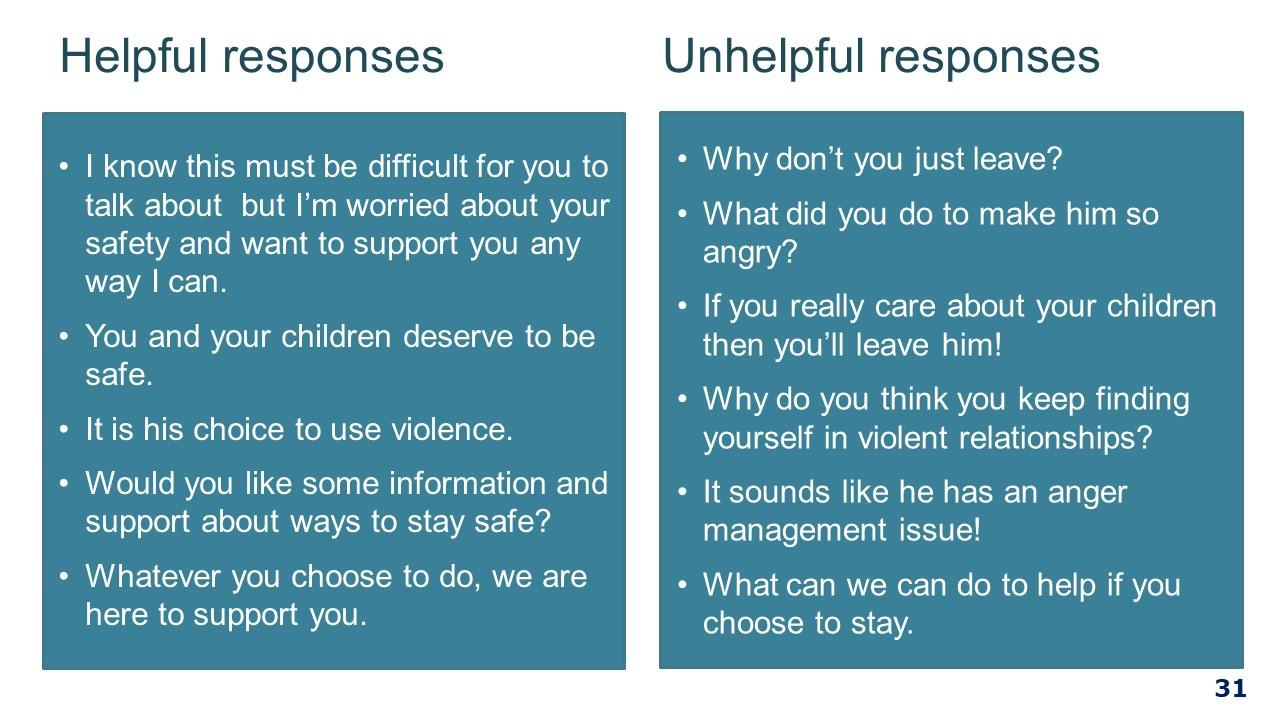 Helpful responses
• I know this must be difficult for you to
talk about  but I’m worried about your
safety and want to support you any
way I can.
• You and your children deserve to be
safe.
• It is his choice to use violence.
• Would you like some information and
support about ways to stay safe?
• Whatever you choose to do, we are
here to support you.
Unhelpful responses
• Why don’t you just leave?
• What did you do to make him so
angry?
• If you really care about your children
then you’ll leave him!
• Why do you think you keep finding
yourself in violent relationships?
• It sounds like he has an anger
management issue!
• What can we can do to help if you
choose to stay.
31